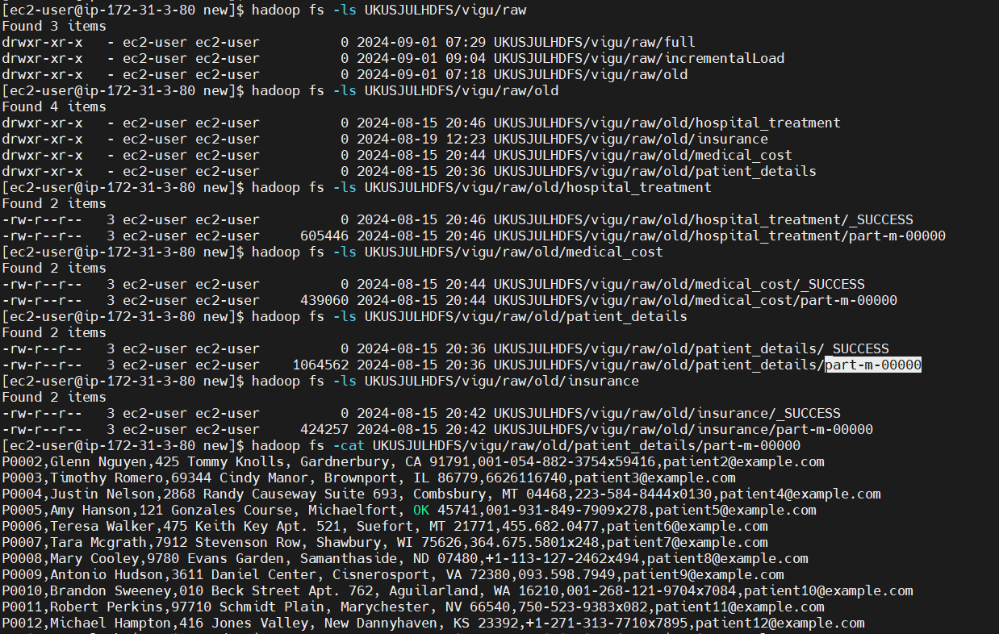 [ec2-user@ip-172-31-3-80 new]$ hadoop fs -ls UKUSJULHDFS/vigu/raw
Found 3 items
drwxr-xr-x   - ec2-user ec2-user          0 2024-09-01 07:29 UKUSJULHDFS/vigu/raw/full
drwxr-xr-x   - ec2-user ec2-user          0 2024-09-01 09:04 UKUSJULHDFS/vigu/raw/incrementalLoad
drwxr-xr-x   - ec2-user ec2-user          0 2024-09-01 07:18 UKUSJULHDFS/vigu/raw/old
[ec2-user@ip-172-31-3-80 new]$ hadoop fs -ls UKUSJULHDFS/vigu/raw/old
Found 4 items
drwxr-xr-x   - ec2-user ec2-user          0 2024-08-15 20:46 UKUSJULHDFS/vigu/raw/old/hospital_treatment
drwxr-xr-x   - ec2-user ec2-user          0 2024-08-19 12:23 UKUSJULHDFS/vigu/raw/old/insurance
drwxr-xr-x   - ec2-user ec2-user          0 2024-08-15 20:44 UKUSJULHDFS/vigu/raw/old/medical_cost
drwxr-xr-x   - ec2-user ec2-user          0 2024-08-15 20:36 UKUSJULHDFS/vigu/raw/old/patient_details
[ec2-user@ip-172-31-3-80 new]$ hadoop fs -ls UKUSJULHDFS/vigu/raw/old/hospital_treatment
Found 2 items
-rw-r--r--   3 ec2-user ec2-user          0 2024-08-15 20:46 UKUSJULHDFS/vigu/raw/old/hospital_treatment/_SUCCESS
-rw-r--r--   3 ec2-user ec2-user     605446 2024-08-15 20:46 UKUSJULHDFS/vigu/raw/old/hospital_treatment/part-m-00000
[ec2-user@ip-172-31-3-80 new]$ hadoop fs -ls UKUSJULHDFS/vigu/raw/old/medical_cost
Found 2 items
-rw-r--r--   3 ec2-user ec2-user          0 2024-08-15 20:44 UKUSJULHDFS/vigu/raw/old/medical_cost/_SUCCESS
-rw-r--r--   3 ec2-user ec2-user     439060 2024-08-15 20:44 UKUSJULHDFS/vigu/raw/old/medical_cost/part-m-00000
[ec2-user@ip-172-31-3-80 new]$ hadoop fs -ls UKUSJULHDFS/vigu/raw/old/patient_details
Found 2 items
-rw-r--r--   3 ec2-user ec2-user          0 2024-08-15 20:36 UKUSJULHDFS/vigu/raw/old/patient_details/_SUCCESS
-rw-r--r--   3 ec2-user ec2-user    1064562 2024-08-15 20:36 UKUSJULHDFS/vigu/raw/old/patient_details/part-m-00000
[ec2-user@ip-172-31-3-80 new]$ hadoop fs -ls UKUSJULHDFS/vigu/raw/old/insurance
Found 2 items
-rw-r--r--   3 ec2-user ec2-user          0 2024-08-15 20:42 UKUSJULHDFS/vigu/raw/old/insurance/_SUCCESS
-rw-r--r--   3 ec2-user ec2-user     424257 2024-08-15 20:42 UKUSJULHDFS/vigu/raw/old/insurance/part-m-00000
[ec2-user@ip-172-31-3-80 new]$ hadoop fs -cat UKUSJULHDFS/vigu/raw/old/patient_details/part-m-00000
P0002,Glenn Nguyen,425 Tommy Knolls, Gardnerbury, CA 91791,001-054-882-3754x59416,patient2@example.com
P0003,Timothy Romero,69344 Cindy Manor, Brownport, IL 86779,6626116740,patient3@example.com
P0004,Justin Nelson,2868 Randy Causeway Suite 693, Combsbury, MT 04468,223-584-8444x0130,patient4@example.com
P0005,Amy Hanson,121 Gonzales Course, Michaelfort, OK 45741,001-931-849-7909x278,patient5@example.com
P0006,Teresa Walker,475 Keith Key Apt. 521, Suefort, MT 21771,455.682.0477,patient6@example.com
P0007,Tara Mcgrath,7912 Stevenson Row, Shawbury, WI 75626,364.675.5801x248,patient7@example.com
P0008,Mary Cooley,9780 Evans Garden, Samanthaside, ND 07480,+1-113-127-2462x494,patient8@example.com
P0009,Antonio Hudson,3611 Daniel Center, Cisnerosport, VA 72380,093.598.7949,patient9@example.com
P0010,Brandon Sweeney,010 Beck Street Apt. 762, Aguilarland, WA 16210,001-268-121-9704x7084,patient10@example.com
P0011,Robert Perkins,97710 Schmidt Plain, Marychester, NV 66540,750-523-9383x082,patient11@example.com
P0012,Michael Hampton,416 Jones Valley, New Dannyhaven, KS 23392,+1-271-313-7710x7895,patient12@example.com